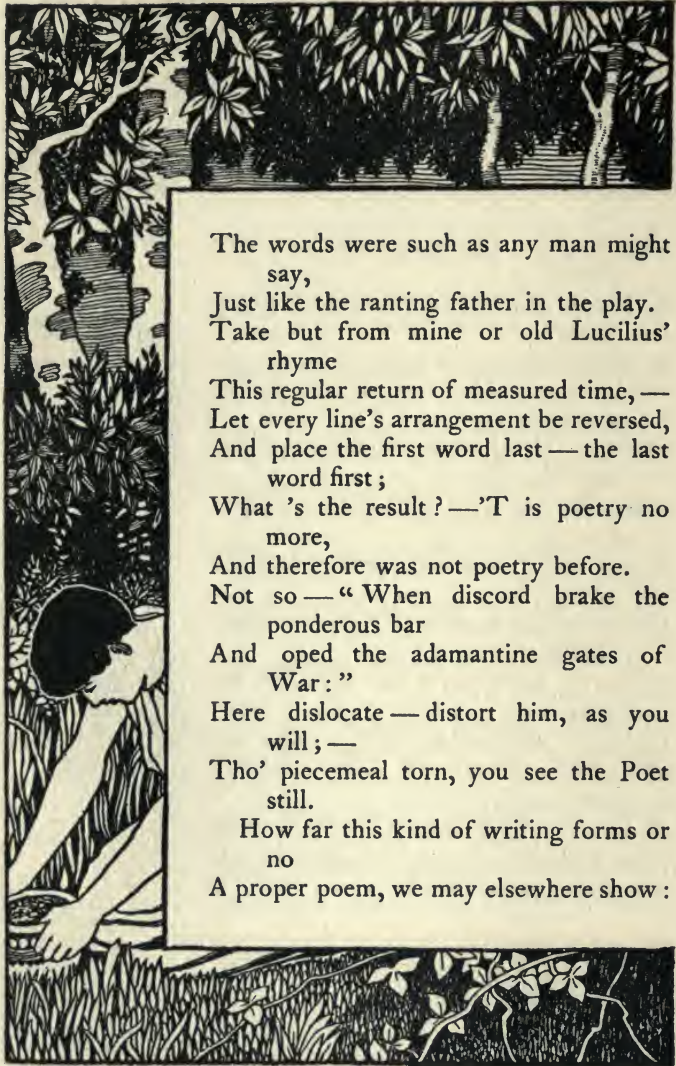 The words were such as any man might
say,
Just like the ranting father in the play.
Take but from mine or old Lucilius'
rhyme
This regular return of measured time, —
Let every line's arrangement be reversed,
And place the first word last — the last
word first ;
What 's the result ? — 'T is poetry no
more,
And therefore was not poetry before.
Not so — “ When discord brake the
ponderous bar
And oped the adamantine gates of
War : ”
Here dislocate — distort him, as you
will ; —
Tho' piecemeal torn, you see the Poet
still.
How far this kind of writing forms or
no
A proper poem, we may elsewhere show :